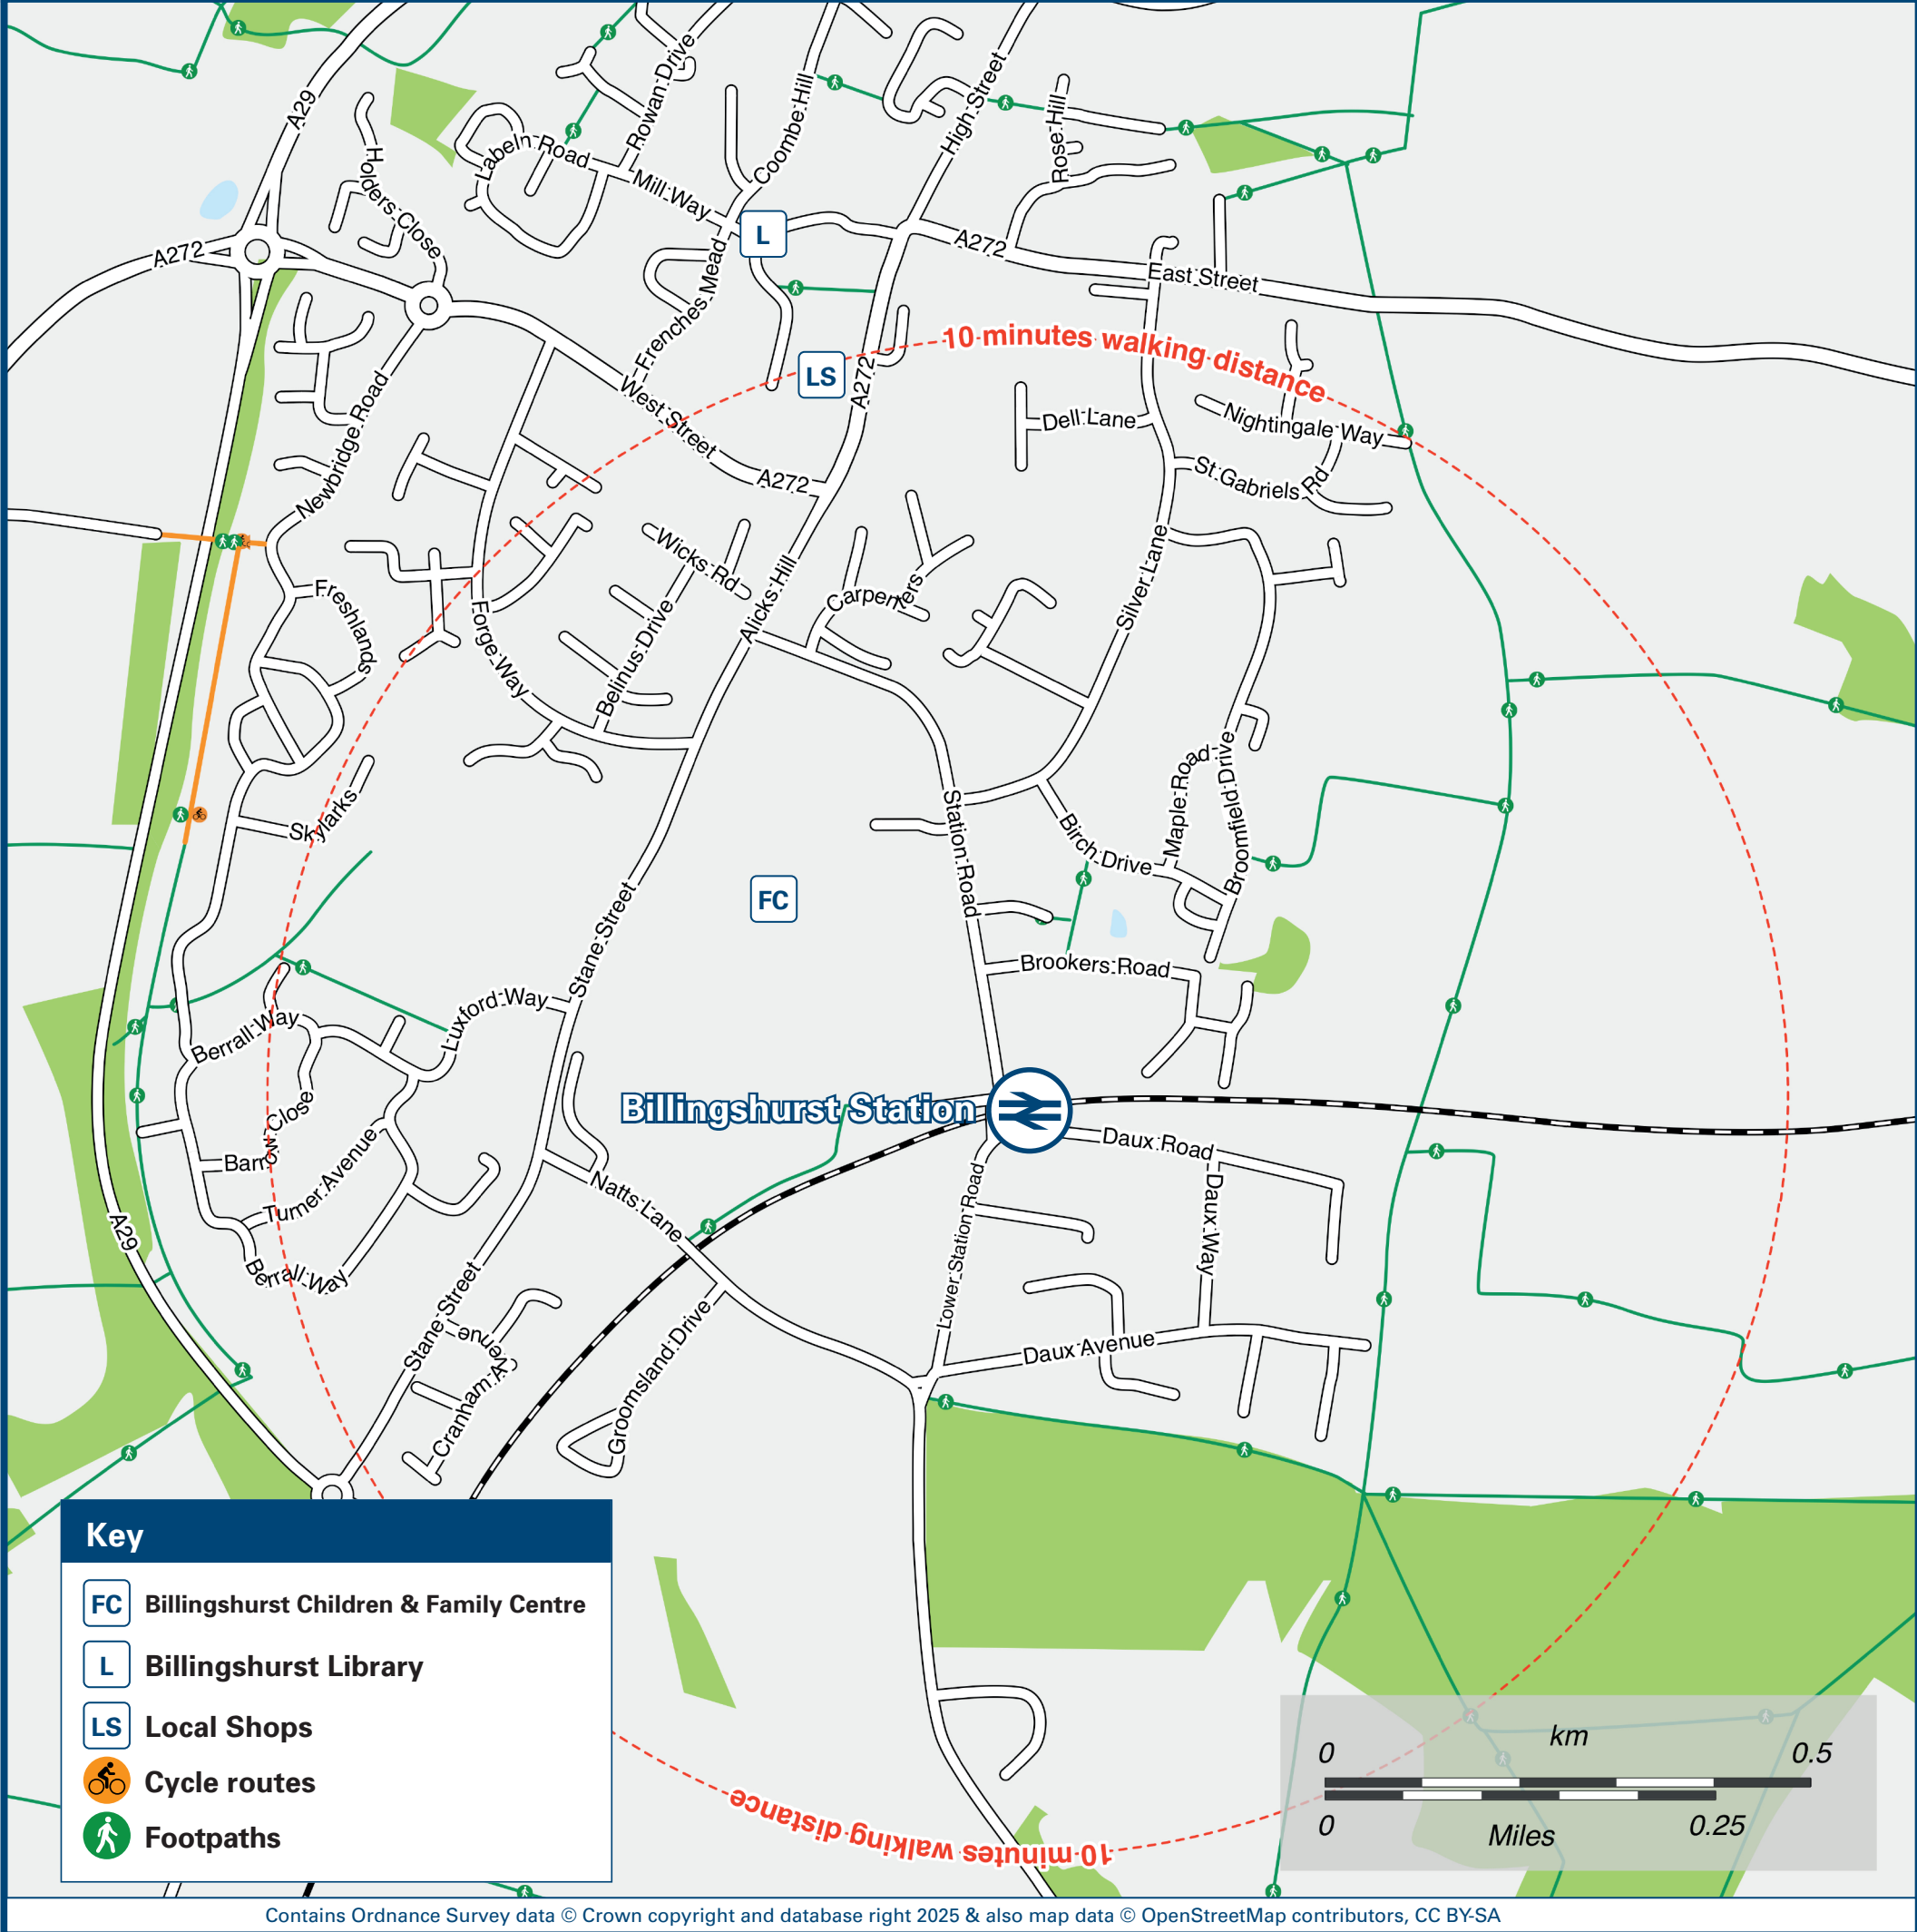 A29
Rowan Drive
Coombe Hill
High Street
Rose Hill
Holders Close
Labeln Road
Mill Way
L
A272
A272
East Street
Frenches Mead
10 minutes walking distance
LS
A272
West Street
Dell Lane
Nightingale Way
Newbridge Road
A272
St Gabriels Rd
Wicks Rd
Alicks Hill
Carpenters
Silver Lane
Freshlands
Forge Way
Belinus Drive
Skylarks
Station Road
Birch Drive
Maple Road
Broomfield Drive
FC
Stane Street
Brookers Road
Luxford Way
Berrall Way
Billingshurst Station
Barrow Close
Turner Avenue
Daux Road
Natts Lane
Daux Way
A29
Berrall Way
Lower Station Road
Stane Street
Cranham Avenue
Groomsland Drive
Daux Avenue
Key
FC Billingshurst Children & Family Centre
L Billingshurst Library
LS Local Shops
Cycle routes
Footpaths
10 minutes walking distance
km
0 0.5
0 0.25
Miles
Contains Ordnance Survey data © Crown copyright and database right 2025 & also map data © OpenStreetMap contributors, CC BY-SA